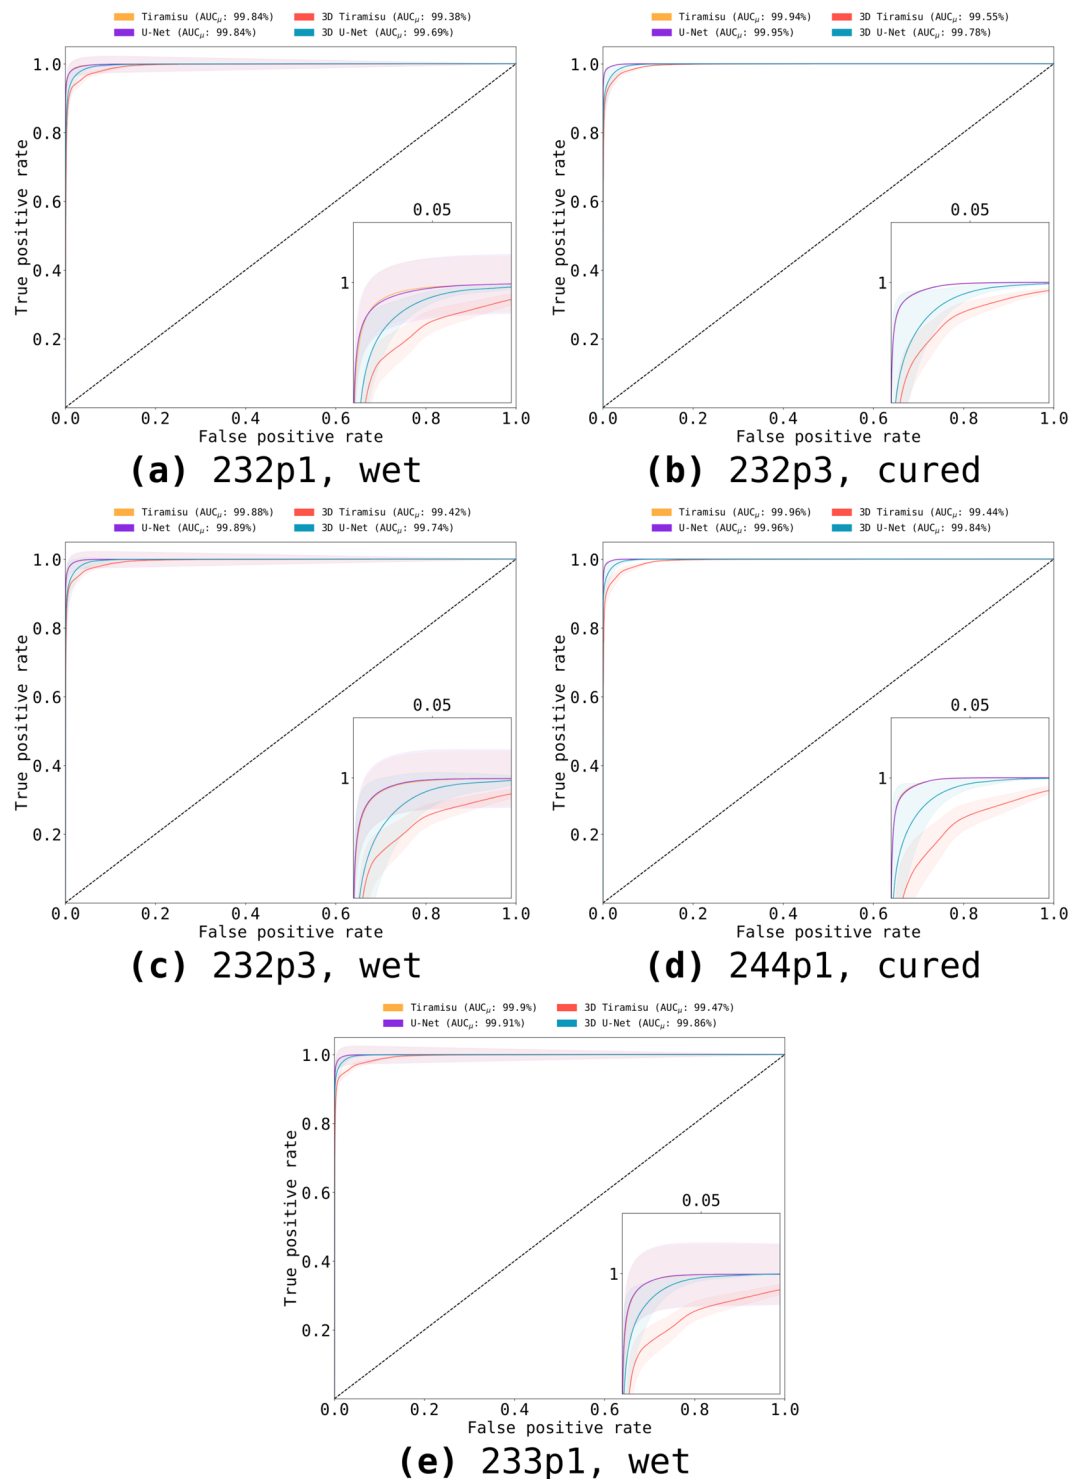 Tiramisu (AUCμ: 99.84%) 3D Tiramisu (AUCμ: 99.38%)
U-Net (AUCμ: 99.84%) 3D U-Net (AUCμ: 99.69%)
1.0
0.8
0.6
0.4
0.2
True positive rate
0.05
1
0.0 0.2 0.4 0.6 0.8 1.0
False positive rate
(a) 232p1, wet
Tiramisu (AUCμ: 99.94%) 3D Tiramisu (AUCμ: 99.55%)
U-Net (AUCμ: 99.95%) 3D U-Net (AUCμ: 99.78%)
1.0
0.8
0.6
0.4
0.2
True positive rate
0.05
1
0.0 0.2 0.4 0.6 0.8 1.0
False positive rate
(b) 232p3, cured
Tiramisu (AUCμ: 99.88%) 3D Tiramisu (AUCμ: 99.42%)
U-Net (AUCμ: 99.89%) 3D U-Net (AUCμ: 99.74%)
1.0
0.8
0.6
0.4
0.2
True positive rate
0.05
1
0.0 0.2 0.4 0.6 0.8 1.0
False positive rate
(c) 232p3, wet
Tiramisu (AUCμ: 99.96%) 3D Tiramisu (AUCμ: 99.44%)
U-Net (AUCμ: 99.96%) 3D U-Net (AUCμ: 99.84%)
1.0
0.8
0.6
0.4
0.2
True positive rate
0.05
1
0.0 0.2 0.4 0.6 0.8 1.0
False positive rate
(d) 244p1, cured
Tiramisu (AUCμ: 99.9%) 3D Tiramisu (AUCμ: 99.47%)
U-Net (AUCμ: 99.91%) 3D U-Net (AUCμ: 99.86%)
1.0
0.8
0.6
0.4
0.2
True positive rate
0.05
1
0.0 0.2 0.4 0.6 0.8 1.0
False positive rate
(e) 233p1, wet